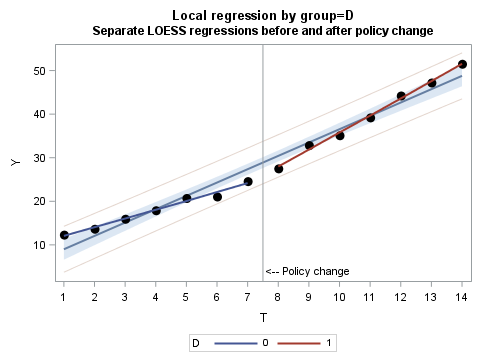 Local regression by group=D
Separate LOESS regressions before and after policy change
Y
50
40
30
20
10
<-- Policy change
1 2 3 4 5 6 7 8 9 10 11 12 13 14
T
D 0 1